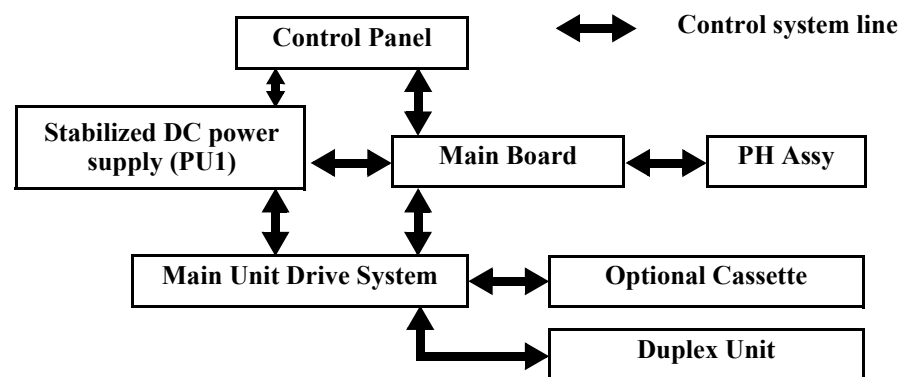 Control Panel
Control system line
Stabilized DC power
supply (PU1)
Main Board
PH Assy
Main Unit Drive System
Optional Cassette
Duplex Unit